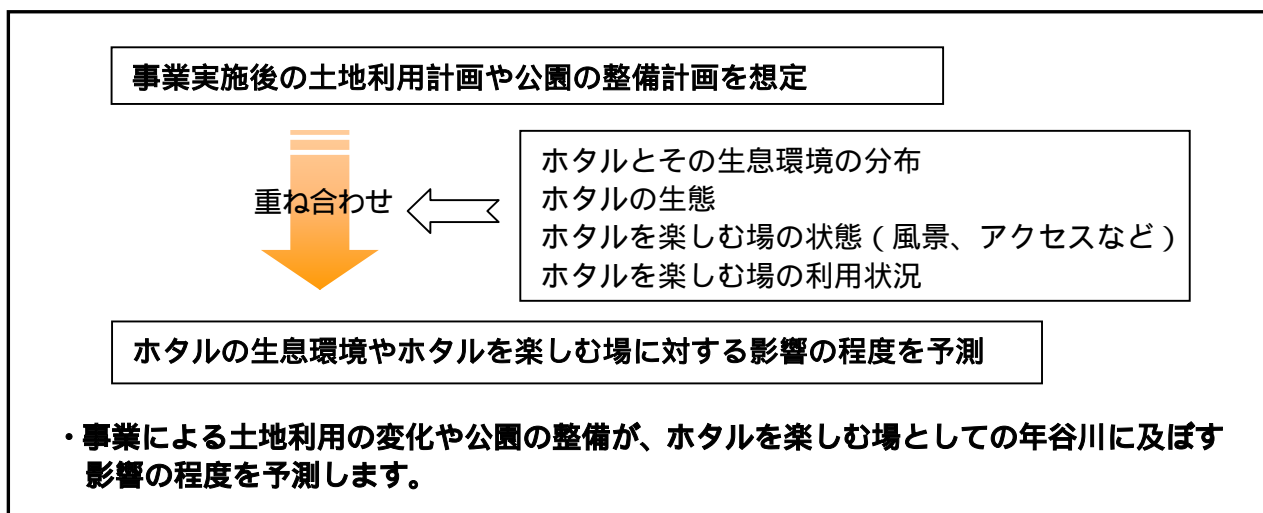 事業実施後の土地利用計画や公園の整備計画を想定
ホタルとその生息環境の分布
ホタルの生態
重ね合わせ
ホタルを楽しむ場の状態（風景、アクセスなど）
ホタルを楽しむ場の利用状況
ホタルの生息環境やホタルを楽しむ場に対する影響の程度を予測
・事業による土地利用の変化や公園の整備が、ホタルを楽しむ場としての年谷川に及ぼす
影響の程度を予測します。